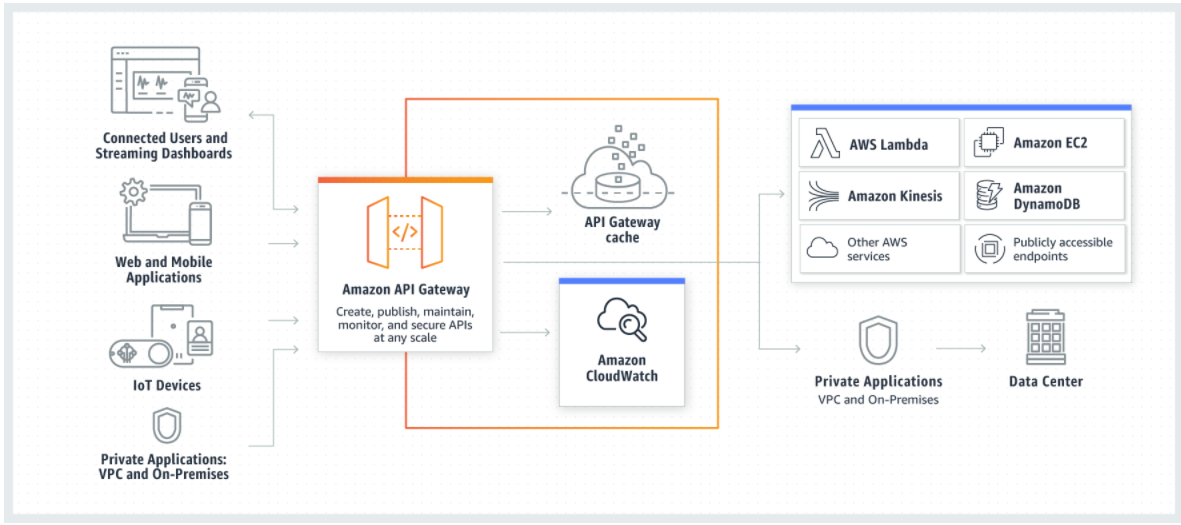 Connected Users and
Streaming Dashboards
Web and Mobile
Applications
IoT Devices
Private Applications:
VPC and On-Premises
</>
Amazon API Gateway
Create, publish, maintain,
monitor, and secure APIs
at any scale
API Gateway
cache
Amazon
CloudWatch
AWS Lambda
Amazon EC2
Amazon Kinesis
Amazon
DynamoDB
Other AWS
services
Publicly accessible
endpoints
Private Applications
VPC and On-Premises
Data Center